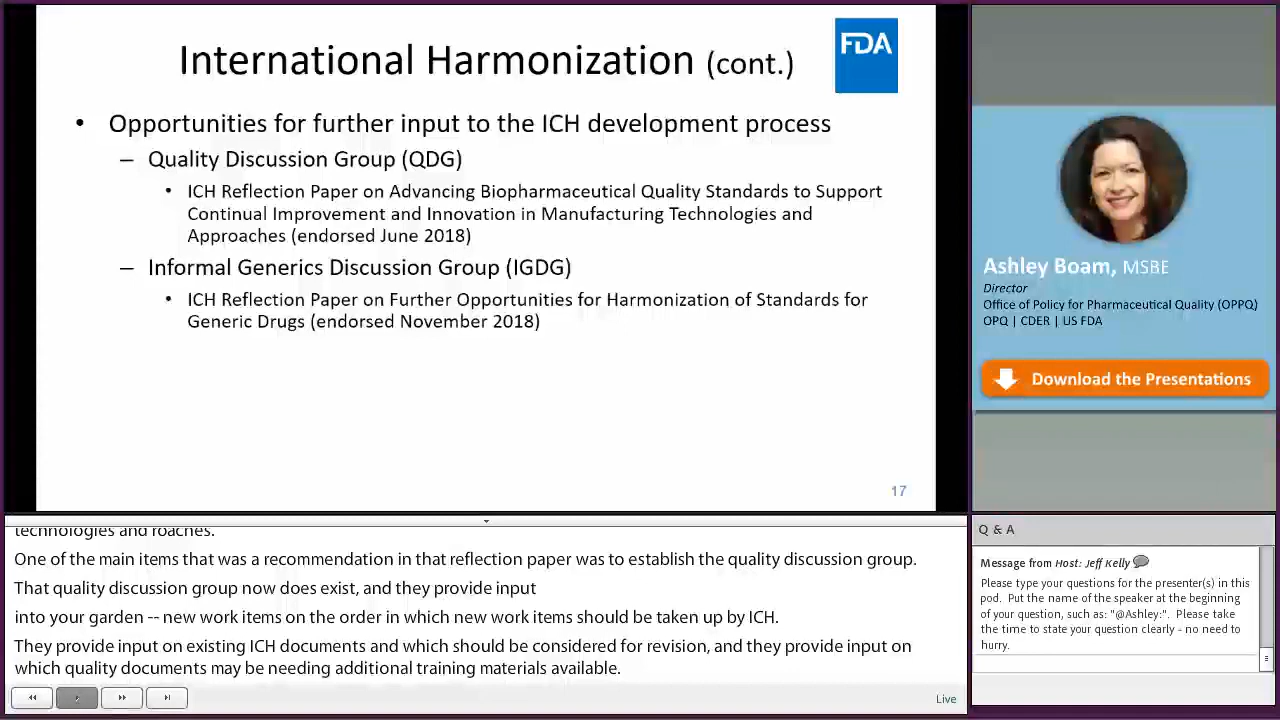 International Harmonization (cont.)
FDA
• Opportunities for further input to the ICH development process
– Quality Discussion Group (QDG)
• ICH Reflection Paper on Advancing Biopharmaceutical Quality Standards to Support
Continual Improvement and Innovation in Manufacturing Technologies and
Approaches (endorsed June 2018)
– Informal Generics Discussion Group (IGDG)
• ICH Reflection Paper on Further Opportunities for Harmonization of Standards for
Generic Drugs (endorsed November 2018)
17
Ashley Boam, MSBE
Director
Office of Policy for Pharmaceutical Quality (OPPQ)
OPQ | CDER | US FDA
Download the Presentations
technologies and roaches.
One of the main items that was a recommendation in that reflection paper was to establish the quality discussion group.
That quality discussion group now does exist, and they provide input
into your garden -- new work items on the order in which new work items should be taken up by ICH.
They provide input on existing ICH documents and which should be considered for revision, and they provide input on
which quality documents may be needing additional training materials available.
Live
Q & A
Message from Host: Jeff Kelly
Please type your questions for the presenter(s) in this
pod. Put the name of the speaker at the beginning
of your question, such as: "@Ashley:". Please take
the time to state your question clearly - no need to
hurry.